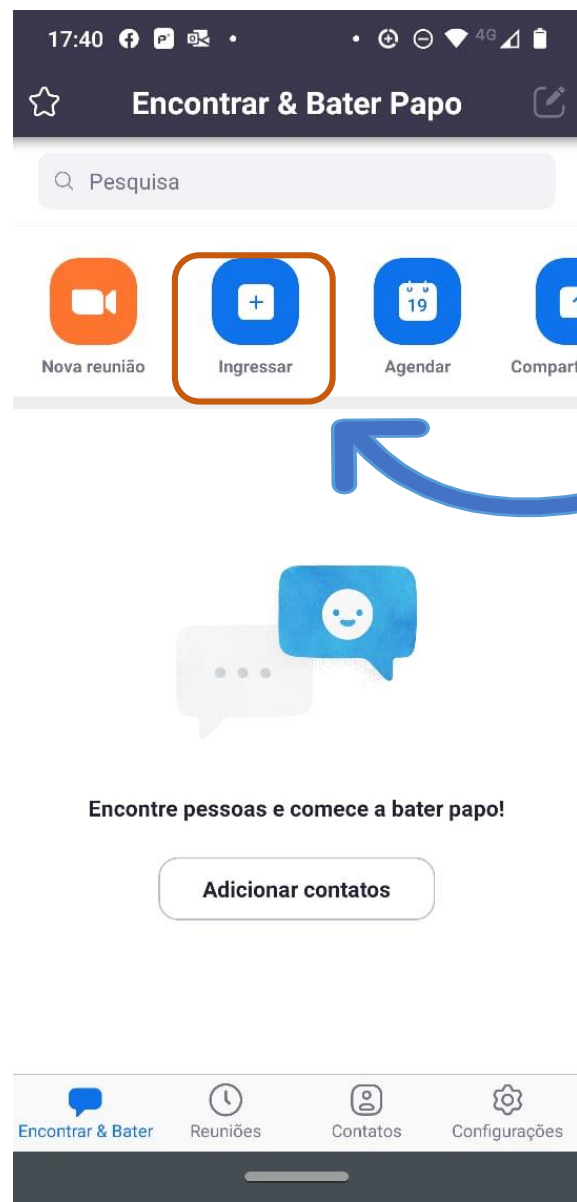 17:40 4G
Encontrar & Bater Papo
Pesquisa
19
Nova reunião Ingressar Agendar Compart
Encontre pessoas e comece a bater papo!
Adicionar contatos
Encontrar & Bater Reuniões Contatos Configurações